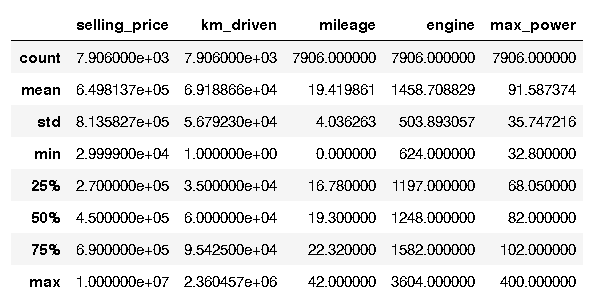 selling_price km_driven mileage engine max_power
count 7.906000e+03 7.906000e+03 7906.000000 7906.000000 7906.000000
mean 6.498137e+05 6.918866e+04 19.419861 1458.708829 91.587374
std 8.135827e+05 5.679230e+04 4.036263 503.893057 35.747216
min 2.999900e+04 1.000000e+00 0.000000 624.000000 32.800000
25% 2.700000e+05 3.500000e+04 16.780000 1197.000000 68.050000
50% 4.500000e+05 6.000000e+04 19.300000 1248.000000 82.000000
75% 6.900000e+05 9.542500e+04 22.320000 1582.000000 102.000000
max 1.000000e+07 2.360457e+06 42.000000 3604.000000 400.000000